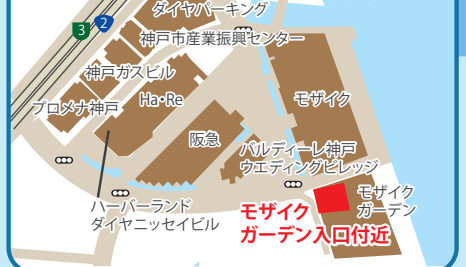 ダイヤパーキング
3
2
神戸市産業振興センター
神戸ガスビル
プロメナ神戸
Ha・Re
モザイク
阪急
バルディーレ神戸
ウエディングビレッジ
ハーバーランド
ダイヤニッセイビル
モザイク
ガーデン
モザイク
ガーデン入口付近